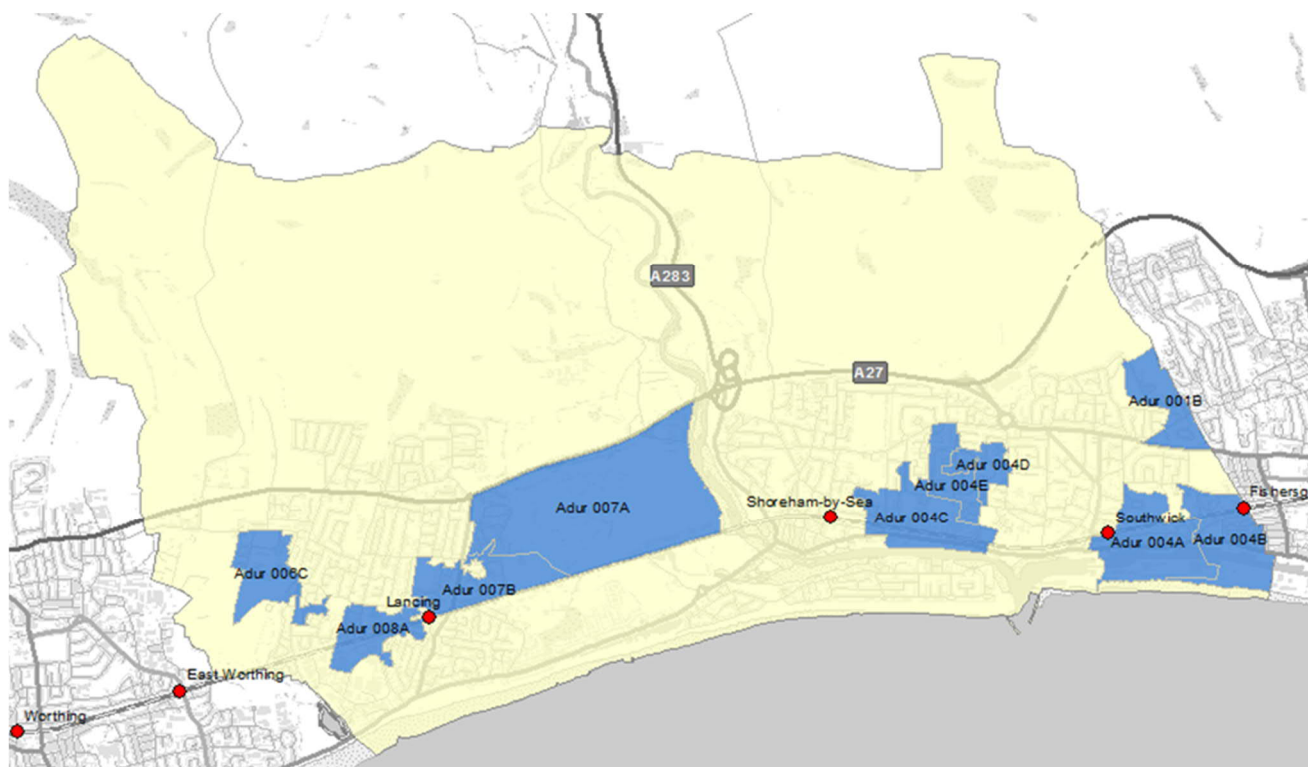 A283
A27
Adur 001B
Adur 004D
Adur 004E
Fishersg
Adur 007A
Shoreham-by-Sea
Adur 004C
Southwick
Adur 004A
Adur 004B
Adur 006C
Adur 007B
Lancing
Adur 008A
East Worthing
Worthing